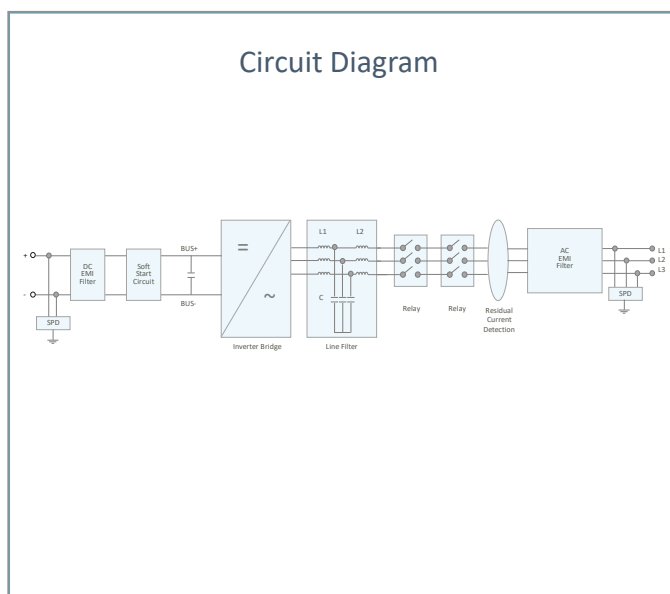 Circuit Diagram
+
-
SPD
DC
EMI
Filter
Soft
Start
Circuit
BUS+
BUS-
=
~
Inverter Bridge
L1 L2
C
Line Filter
Relay
Relay
Residual
Current
Detection
AC
EMI
Filter
L1
L2
L3
SPD